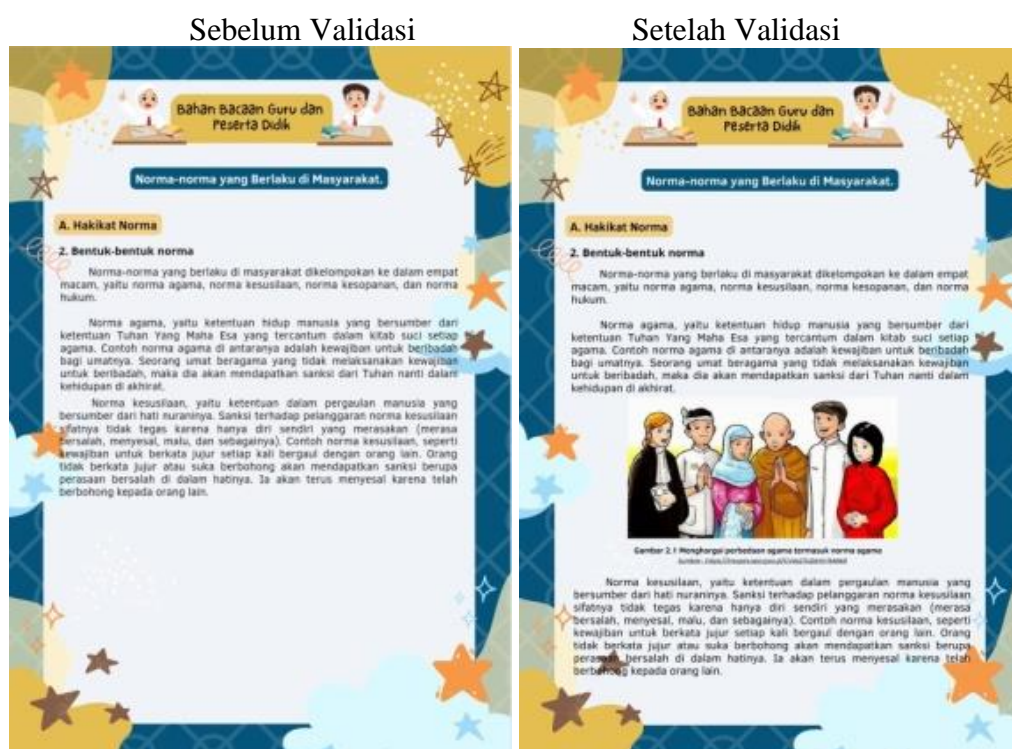 Sebelum Validasi
Bahan Bacaan Guru dan
Peserta Didik
Norma-norma yang Berlaku di Masyarakat.
A. Hakikat Norma
2. Bentuk-bentuk norma
Norma-norma yang berlaku di masyarakat dikelompokan ke dalam empat
macam, yaitu norma agama, norma kesusilaan, norma kesopanan, dan norma
hukum.
Norma agama, yaitu ketentuan hidup manusia yang bersumber dari
ketentuan Tuhan Yang Maha Esa yang tercantum dalam kitab suci setiap
agama. Contoh norma agama di antaranya adalah kewajiban untuk beribadah
bagi umatnya. Seorang umat beragama yang tidak melaksanakan kewajiban
untuk beribadah, maka dia akan mendapatkan sanksi dari Tuhan nanti dalam
kehidupan di akhirat.
Norma kesusilaan, yaitu ketentuan dalam pergaulan manusia yang
bersumber dari hati nuraninya. Sanksi terhadap pelanggaran norma kesusilaan
sifatnya tidak tegas karena hanya diri sendiri yang merasakan (merasa
bersalah, menyesal, malu, dan sebagainya). Contoh norma kesusilaan, seperti
kewajiban untuk berkata jujur setiap kali bergaul dengan orang lain. Orang
tidak berkata jujur atau suka berbohong akan mendapatkan sanksi berupa
perasaan bersalah di dalam hatinya. Ia akan terus menyesal karena telah
berbohong kepada orang lain.
Setelah Validasi
Bahan Bacaan Guru dan
Peserta Didik
Norma-norma yang Berlaku di Masyarakat.
A. Hakikat Norma
2. Bentuk-bentuk norma
Norma-norma yang berlaku di masyarakat dikelompokan ke dalam empat
macam, yaitu norma agama, norma kesusilaan, norma kesopanan, dan norma
hukum.
Norma agama, yaitu ketentuan hidup manusia yang bersumber dari
ketentuan Tuhan Yang Maha Esa yang tercantum dalam kitab suci setiap
agama. Contoh norma agama di antaranya adalah kewajiban untuk beribadah
bagi umatnya. Seorang umat beragama yang tidak melaksanakan kewajiban
untuk beribadah, maka dia akan mendapatkan sanksi dari Tuhan nanti dalam
kehidupan di akhirat.
Gambar 2.1 Menghargai perbedaan agama termasuk norma agama
Norma kesusilaan, yaitu ketentuan dalam pergaulan manusia yang
bersumber dari hati nuraninya. Sanksi terhadap pelanggaran norma kesusilaan
sifatnya tidak tegas karena hanya diri sendiri yang merasakan (merasa
bersalah, menyesal, malu, dan sebagainya). Contoh norma kesusilaan, seperti
kewajiban untuk berkata jujur setiap kali bergaul dengan orang lain. Orang
tidak berkata jujur atau suka berbohong akan mendapatkan sanksi berupa
perasaan bersalah di dalam hatinya. Ia akan terus menyesal karena telah
berbohong kepada orang lain.